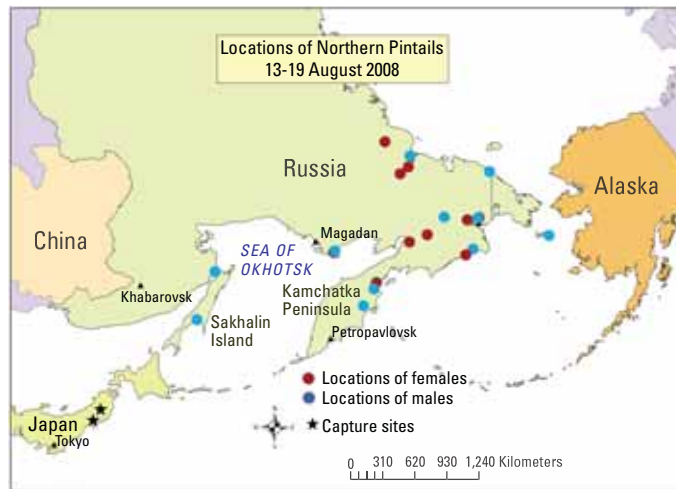 Locations of Northern Pintails
13-19 August 2008
Russia
Alaska
China
Magadan
SEA OF
OKHOTSK
Khabarovsk
Kamchatka
Peninsula
Sakhalin
Island
Petropavlovsk
Locations of females
Locations of males
Japan
Capture sites
Tokyo
0 310 620 930 1,240 Kilometers